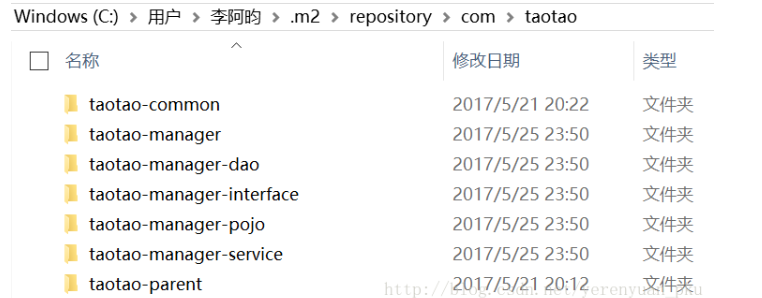 Windows (C:) > 用户 > 李阿昀 > .m2 > repository > com > taotao
名称 修改日期 类型
taotao-common 2017/5/21 20:22 文件夹
taotao-manager 2017/5/25 23:50 文件夹
taotao-manager-dao 2017/5/25 23:50 文件夹
taotao-manager-interface 2017/5/25 23:50 文件夹
taotao-manager-pojo 2017/5/25 23:50 文件夹
taotao-manager-service 2017/5/25 23:50 文件夹
taotao-parent 2017/5/21 20:12 文件夹
http://blog.csdn.net/yerenyuan_pku